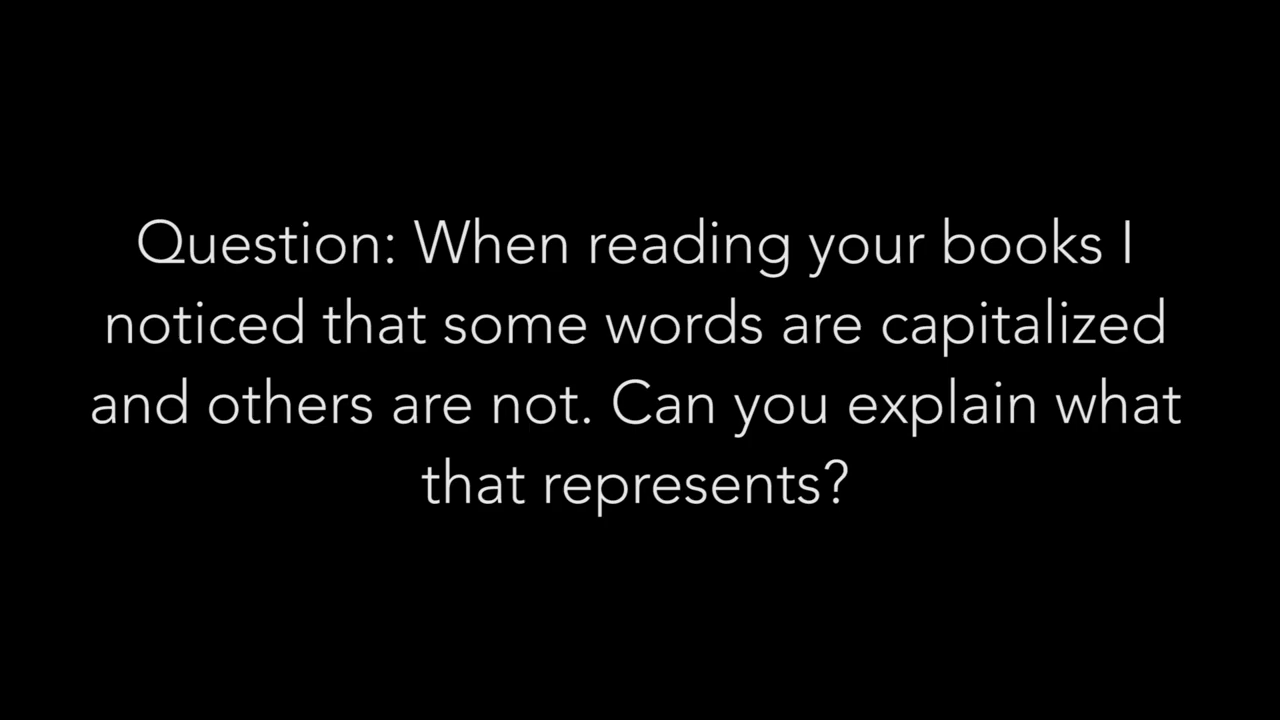 Question: When reading your books I
noticed that some words are capitalized
and others are not. Can you explain what
that represents?